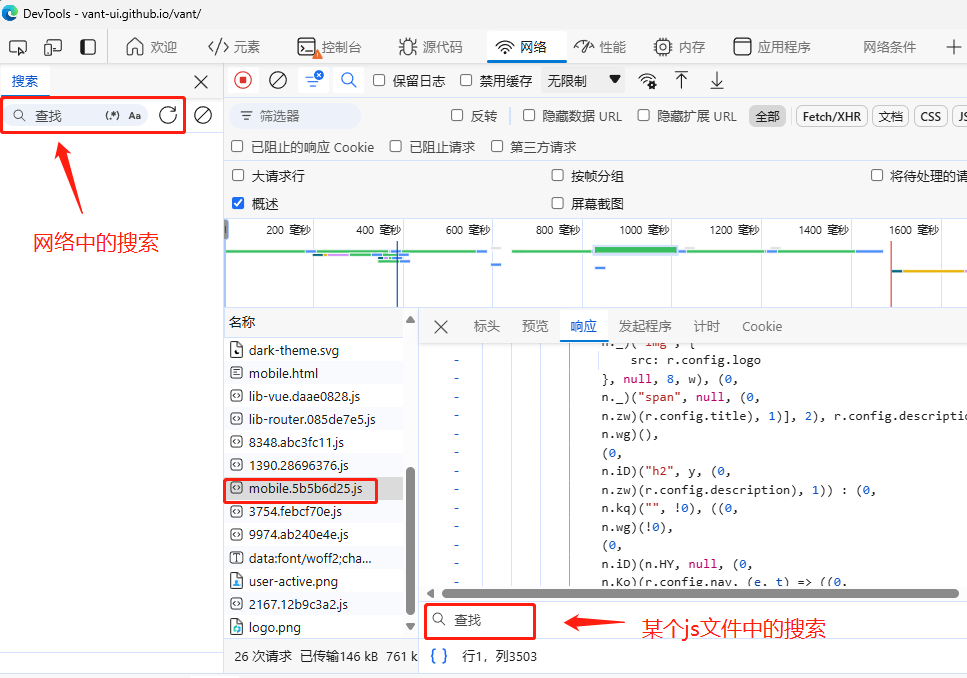 DevTools - vant-ui.github.io/vant/
欢迎 元素 控制台 源代码 网络 性能 内存 应用程序 网络条件
搜索
保留日志 禁用缓存 无限制
查找 (.*) Aa
筛选器 反转 隐藏数据 URL 隐藏扩展 URL 全部 Fetch/XHR 文档 CSS JS
已阻止的响应 Cookie 已阻止请求 第三方请求
大请求行 按帧分组 将待处理的请
概述 屏幕截图
网络中的搜索
200 毫秒 400 毫秒 600 毫秒 800 毫秒 1000 毫秒 1200 毫秒 1400 毫秒 1600 毫秒
名称
dark-theme.svg
mobile.html
lib-vue.daae0828.js
lib-router.085de7e5.js
8348.abc3fc11.js
1390.28696376.js
mobile.5b5b6d25.js
3754.febcf70e.js
9974.ab240e4e.js
data:font/woff2;cha...
user-active.png
2167.12b9c3a2.js
logo.png
26 次请求 已传输146 kB 761 k
标头 预览 响应 发起程序 计时 Cookie
n._)("img", {
src: r.config.logo
}, null, 8, w), (0,
n._)("span", null, (0,
n.zw)(r.config.title), 1)], 2), r.config.descriptio
n.wg)(),
(0,
n.iD)("h2", y, (0,
n.zw)(r.config.description), 1)) : (0,
n.kq)("", !0), ((0,
n.wg)(!0),
(0,
n.iD)(n.HY, null, (0,
n.Ko)(r.config.nav, (e, t) => ((0,
查找
某个js文件中的搜索
{ } 行1，列3503